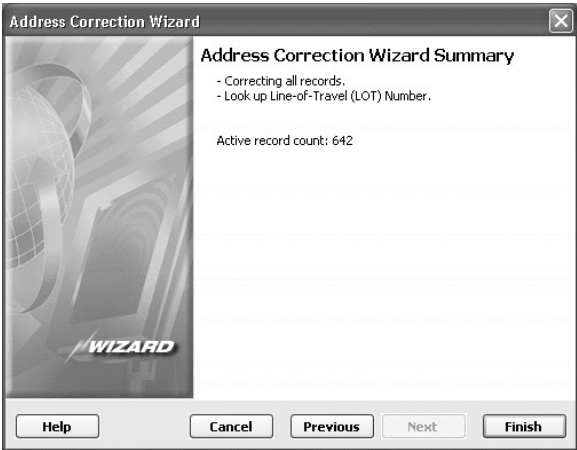 Address Correction Wizard
Address Correction Wizard Summary
- Correcting all records.
- Look up Line-of-Travel (LOT) Number.
Active record count: 642
WIZARD
Help
Cancel
Previous
Next
Finish